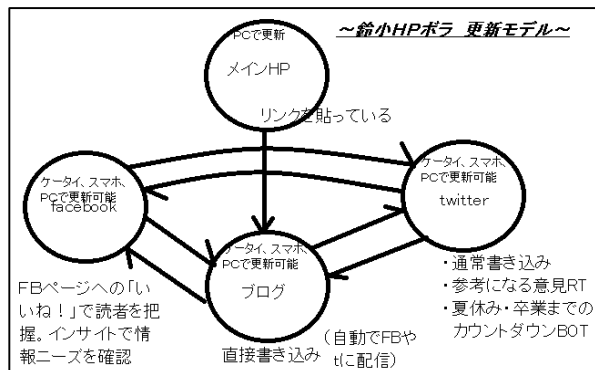 ～鈴小HPボラ 更新モデル～
PCで更新
メインHP
リンクを貼っている
ケータイ、スマホ、
PCで更新可能
facebook
ケータイ、スマホ、
PCで更新可能
twitter
ケータイ、スマホ、
PCで更新可能
ブログ
FBページへの「い
いね！」で読者を把
握。インサイトで情
報ニーズを確認
直接書き込み
(自動でFBや
tに配信)
・通常書き込み
・参考になる意見RT
・夏休み・卒業までの
カウントダウンBOT